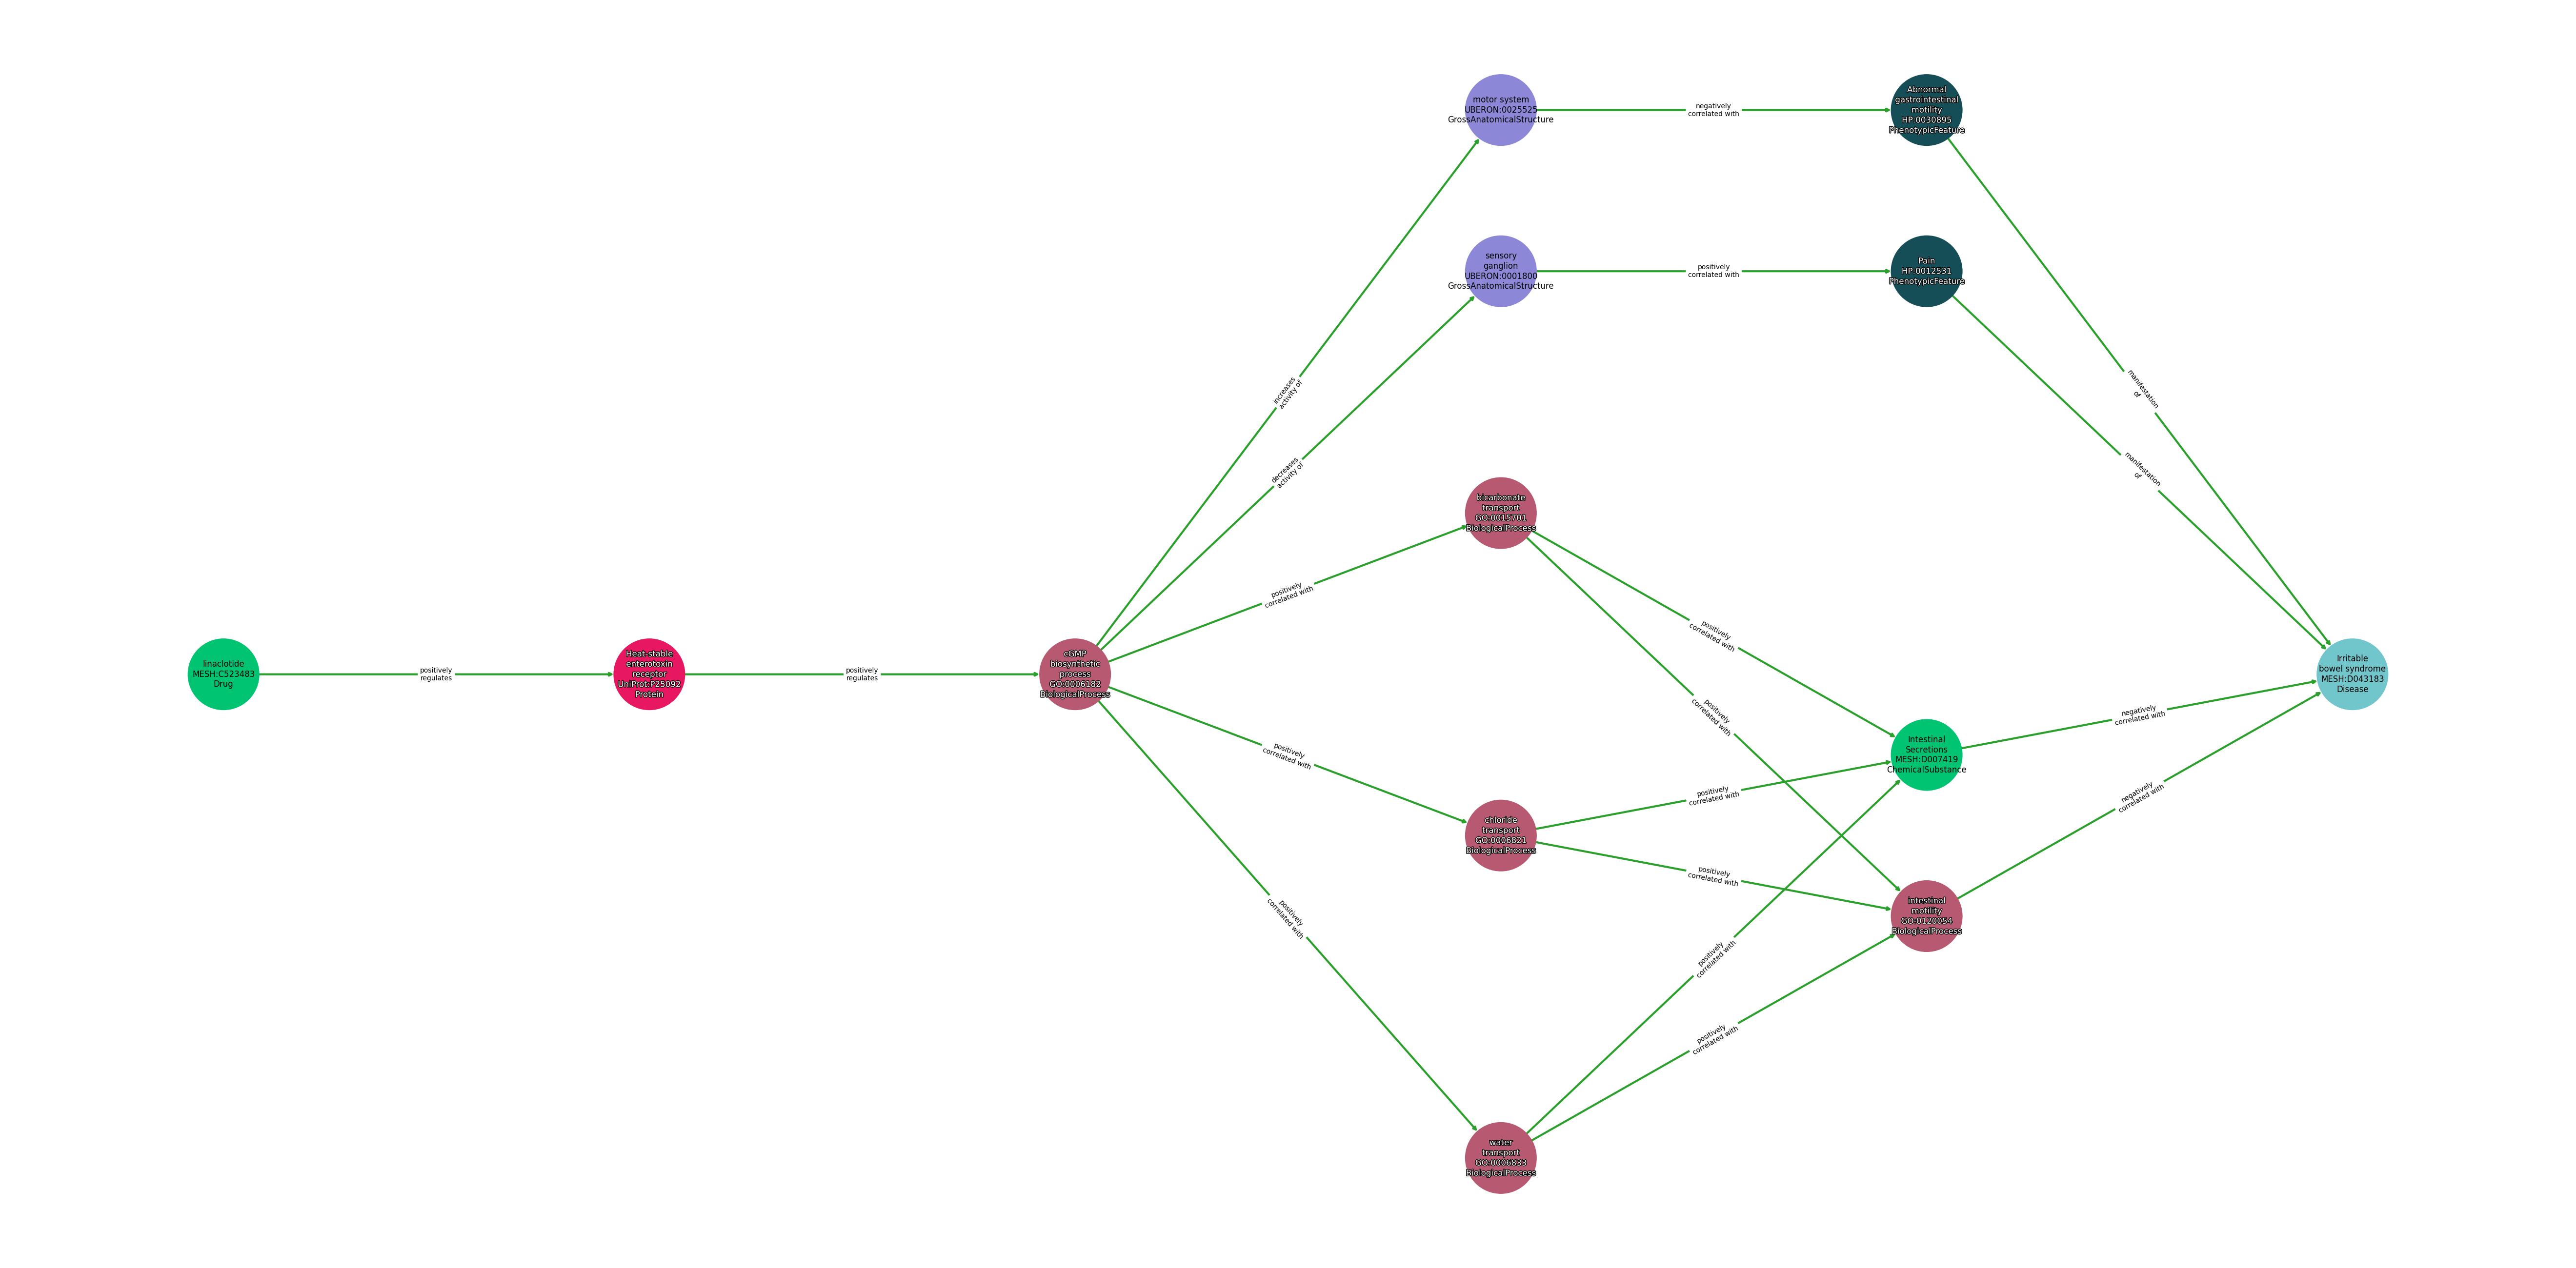 motor system
UBERON:0025525
GrossAnatomicalStructure
negatively
correlated with
Abnormal
gastrointestinal
motility
HP:0030895
PhenotypicFeature
sensory
ganglion
UBERON:0001800
GrossAnatomicalStructure
positively
correlated with
Pain
HP:0012531
PhenotypicFeature
increases
activity of
manifestation
of
decreases
activity of
manifestation
of
bicarbonate
transport
GO:0015701
BiologicalProcess
positively
correlated with
positively
correlated with
linaclotide
MESH:C523483
Drug
positively
regulates
Heat-stable
enterotoxin
receptor
UniProt:P25092
Protein
positively
regulates
cGMP
biosynthetic
process
GO:0006182
BiologicalProcess
positively
correlated with
Irritable
bowel syndrome
MESH:D043183
Disease
negatively
correlated with
positively
correlated with
Intestinal
Secretions
MESH:D007419
ChemicalSubstance
positively
correlated with
negatively
correlated with
chloride
transport
GO:0006821
BiologicalProcess
positively
correlated with
positively
correlated with
intestinal
motility
GO:0120054
BiologicalProcess
positively
correlated with
positively
correlated with
water
transport
GO:0006833
BiologicalProcess